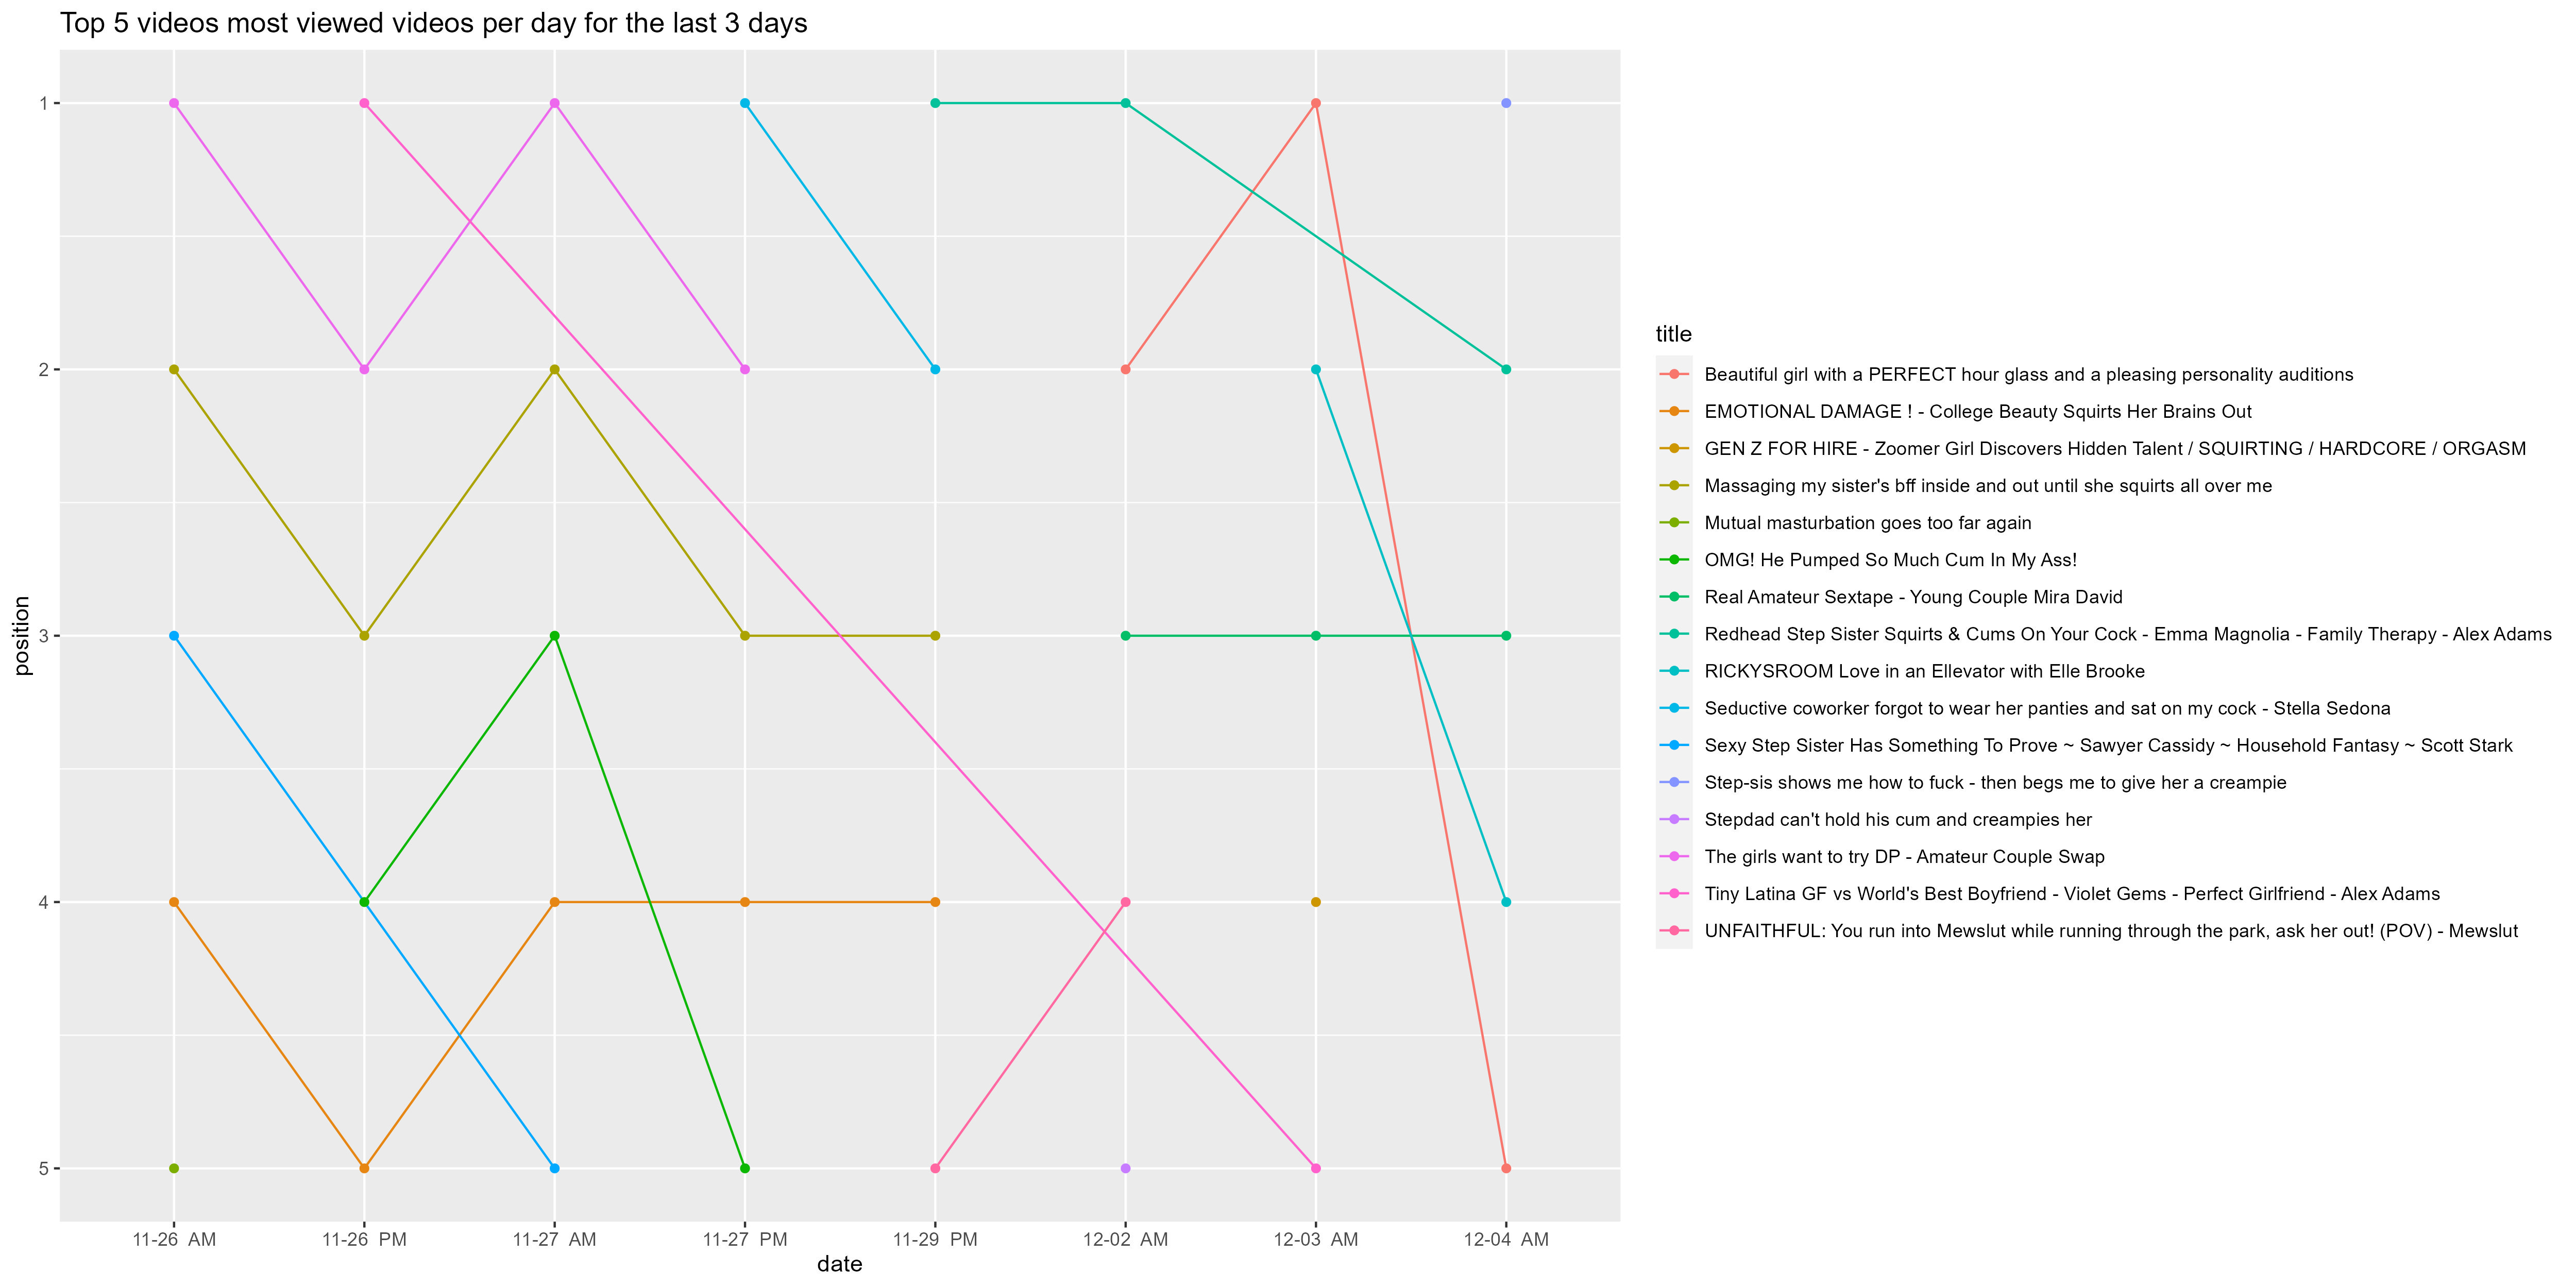 Top 5 videos most viewed videos per day for the last 3 days
position
1
2
3
4
5
11-26 AM
11-26 PM
11-27 AM
11-27 PM
11-29 PM
12-02 AM
12-03 AM
12-04 AM
date
title
Beautiful girl with a PERFECT hour glass and a pleasing personality auditions
EMOTIONAL DAMAGE ! - College Beauty Squirts Her Brains Out
GEN Z FOR HIRE - Zoomer Girl Discovers Hidden Talent / SQUIRTING / HARDCORE / ORGASM
Massaging my sister's bff inside and out until she squirts all over me
Mutual masturbation goes too far again
OMG! He Pumped So Much Cum In My Ass!
Real Amateur Sextape - Young Couple Mira David
Redhead Step Sister Squirts & Cums On Your Cock - Emma Magnolia - Family Therapy - Alex Adams
RICKYSROOM Love in an Ellevator with Elle Brooke
Seductive coworker forgot to wear her panties and sat on my cock - Stella Sedona
Sexy Step Sister Has Something To Prove ~ Sawyer Cassidy ~ Household Fantasy ~ Scott Stark
Step-sis shows me how to fuck - then begs me to give her a creampie
Stepdad can't hold his cum and creampies her
The girls want to try DP - Amateur Couple Swap
Tiny Latina GF vs World's Best Boyfriend - Violet Gems - Perfect Girlfriend - Alex Adams
UNFAITHFUL: You run into Mewslut while running through the park, ask her out! (POV) - Mewslut